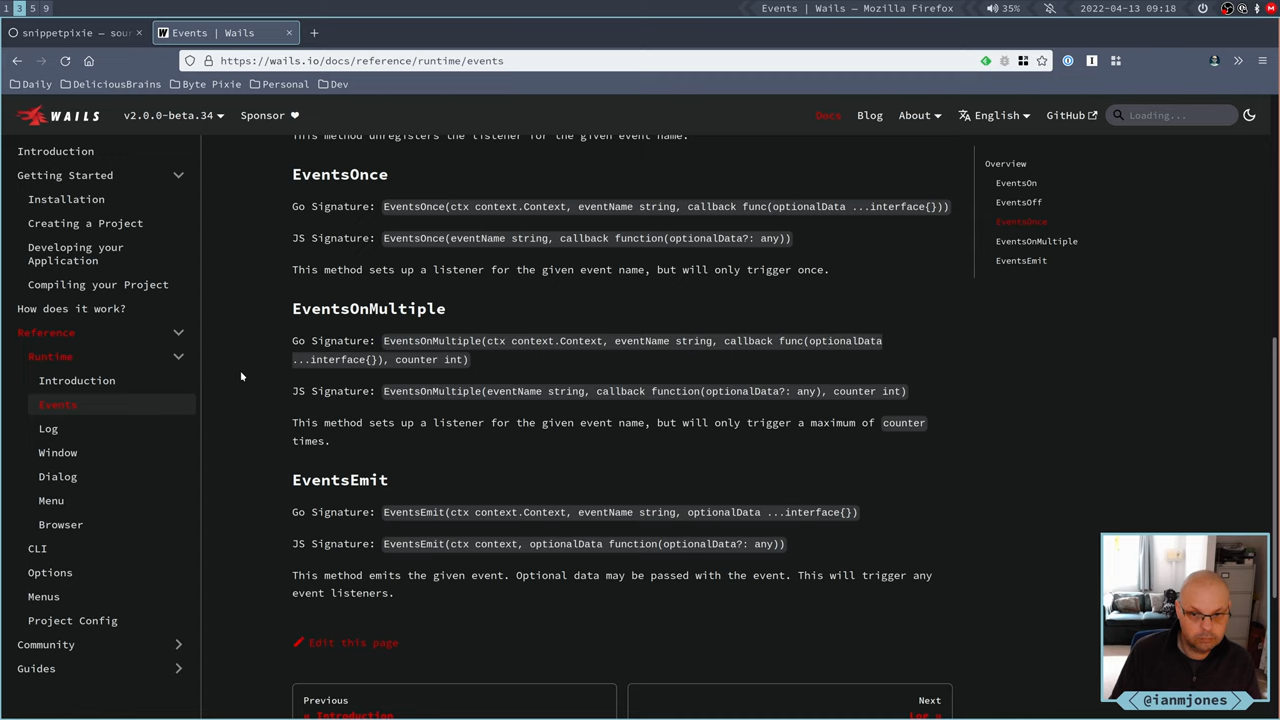 1 3 5 9
Events | Wails — Mozilla Firefox
35%
2022-04-13 09:18
snippetpixie — sour
Events | Wails
https://wails.io/docs/reference/runtime/events
Daily
DeliciousBrains
Byte Pixie
Personal
Dev
WAILS
v2.0.0-beta.34
Sponsor
Docs
Blog
About
English
GitHub
Loading...
Introduction
Getting Started
Installation
Creating a Project
Developing your
Application
Compiling your Project
How does it work?
Reference
Runtime
Introduction
Events
Log
Window
Dialog
Menu
Browser
CLI
Options
Menus
Project Config
Community
Guides
This method unregisters the listener for the given event name.
EventsOnce
Go Signature: EventsOnce(ctx context.Context, eventName string, callback func(optionalData ...interface{}))
JS Signature: EventsOnce(eventName string, callback function(optionalData?: any))
This method sets up a listener for the given event name, but will only trigger once.
EventsOnMultiple
Go Signature: EventsOnMultiple(ctx context.Context, eventName string, callback func(optionalData
...interface{}), counter int)
JS Signature: EventsOnMultiple(eventName string, callback function(optionalData?: any), counter int)
This method sets up a listener for the given event name, but will only trigger a maximum of counter
times.
EventsEmit
Go Signature: EventsEmit(ctx context.Context, eventName string, optionalData ...interface{})
JS Signature: EventsEmit(ctx context, optionalData function(optionalData?: any))
This method emits the given event. Optional data may be passed with the event. This will trigger any
event listeners.
Edit this page
Previous
« Introduction
Next
Log »
Overview
EventsOn
EventsOff
EventsOnce
EventsOnMultiple
EventsEmit
@ianmjones